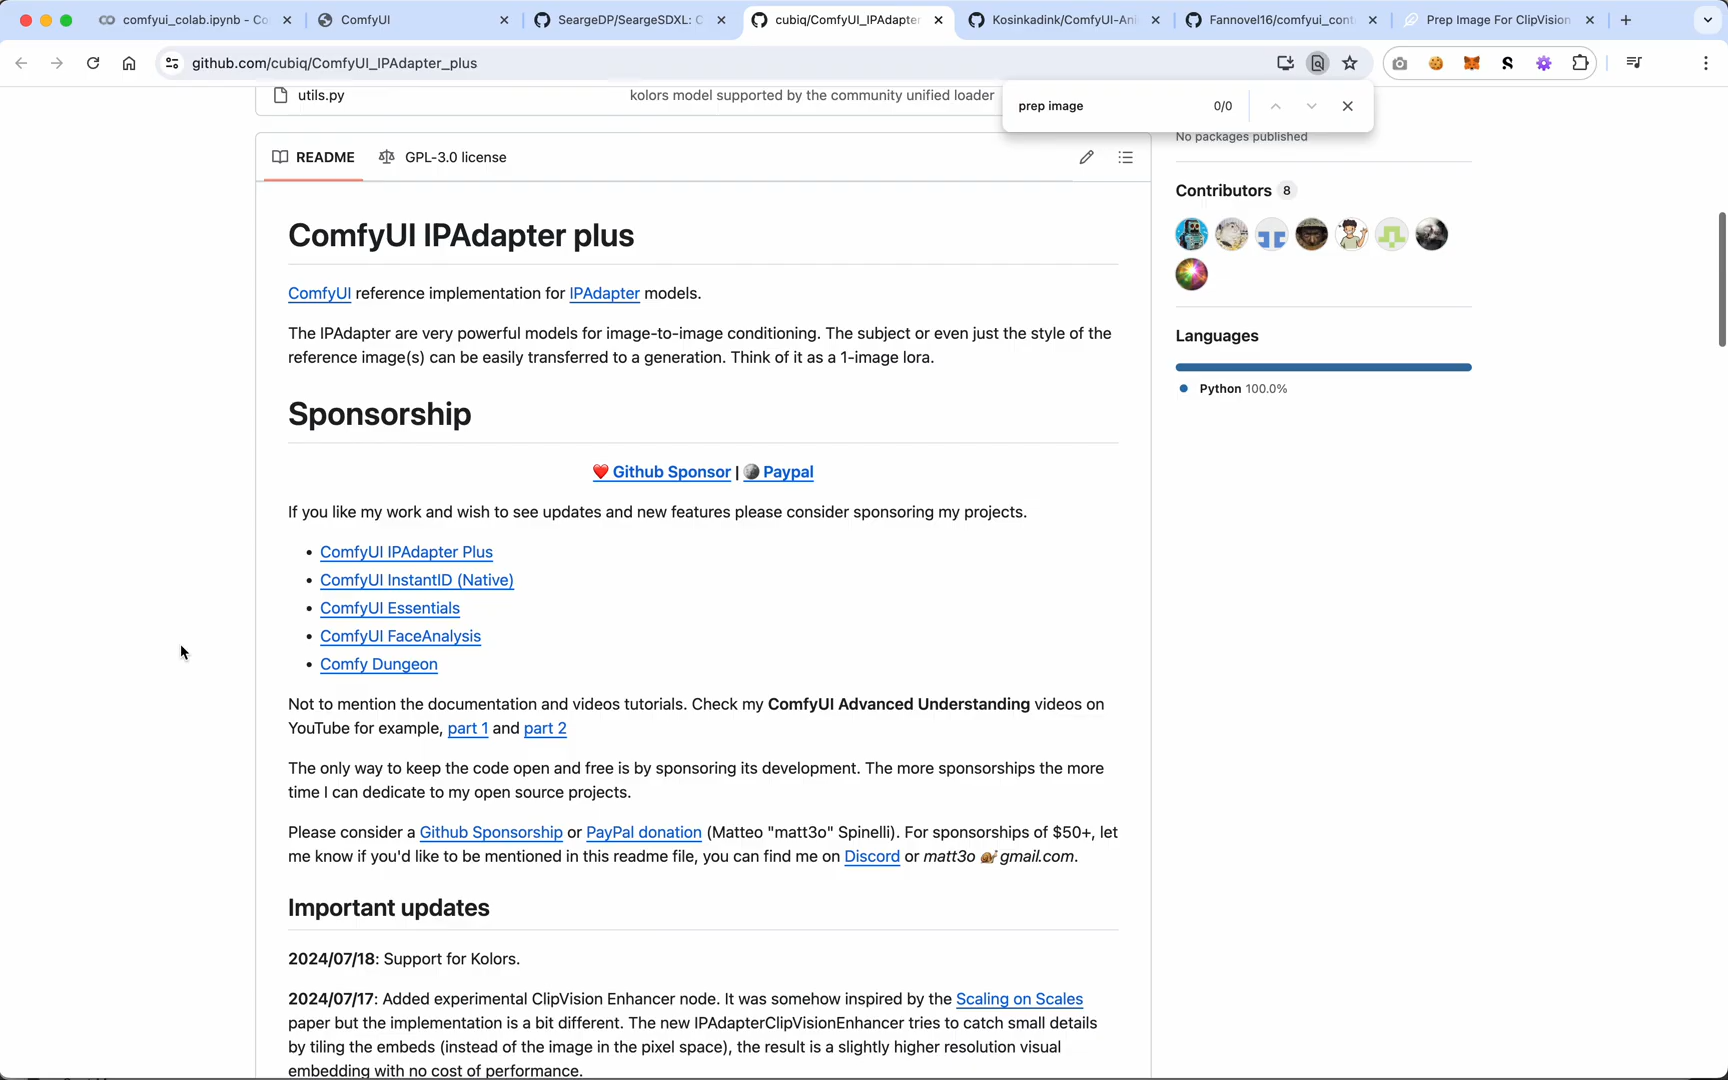 comfyui_colab.ipynb - Co
ComfyUI
SeargeDP/SeargeSDXL: C
cubiq/ComfyUI_IPAdapter
Kosinkadink/ComfyUI-Ani
Fannovel16/comfyui_cont
Prep Image For ClipVision
github.com/cubiq/ComfyUI_IPAdapter_plus
S
prep image
0/0
utils.py
kolors model supported by the community unified loader
No packages published
README
GPL-3.0 license
Contributors 8
ComfyUI IPAdapter plus
ComfyUI reference implementation for IPAdapter models.
The IPAdapter are very powerful models for image-to-image conditioning. The subject or even just the style of the
reference image(s) can be easily transferred to a generation. Think of it as a 1-image lora.
Languages
Python 100.0%
Sponsorship
❤️ Github Sponsor | 🪙 Paypal
If you like my work and wish to see updates and new features please consider sponsoring my projects.
• ComfyUI IPAdapter Plus
• ComfyUI InstantID (Native)
• ComfyUI Essentials
• ComfyUI FaceAnalysis
• Comfy Dungeon
Not to mention the documentation and videos tutorials. Check my ComfyUI Advanced Understanding videos on
YouTube for example, part 1 and part 2
The only way to keep the code open and free is by sponsoring its development. The more sponsorships the more
time I can dedicate to my open source projects.
Please consider a Github Sponsorship or PayPal donation (Matteo "matt3o" Spinelli). For sponsorships of $50+, let
me know if you'd like to be mentioned in this readme file, you can find me on Discord or matt3o 🐌 gmail.com.
Important updates
2024/07/18: Support for Kolors.
2024/07/17: Added experimental ClipVision Enhancer node. It was somehow inspired by the Scaling on Scales
paper but the implementation is a bit different. The new IPAdapterClipVisionEnhancer tries to catch small details
by tiling the embeds (instead of the image in the pixel space), the result is a slightly higher resolution visual
embedding with no cost of performance.